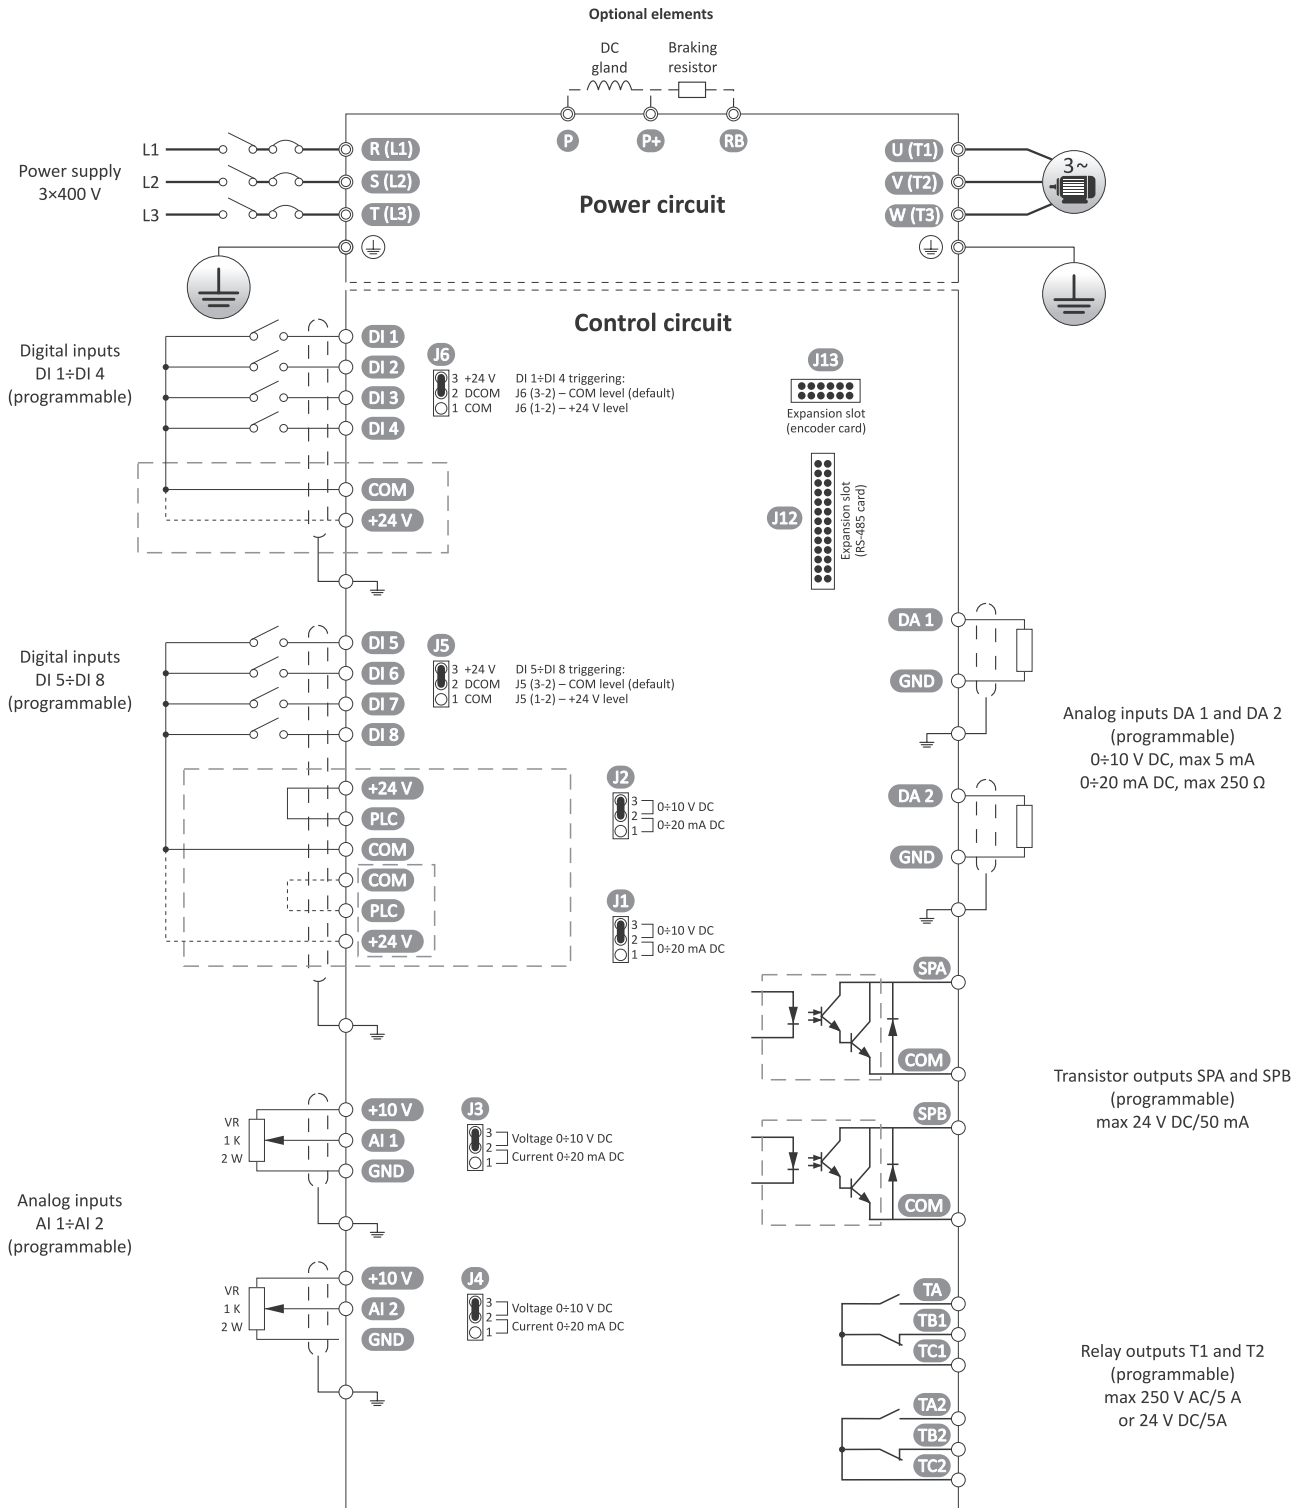 Optional elements
DC
gland
Braking
resistor
P
P+
RB
Power supply
3×400 V
L1
L2
L3
R (L1)
S (L2)
T (L3)
Power circuit
U (T1)
V (T2)
W (T3)
3~
Control circuit
Digital inputs
DI 1÷DI 4
(programmable)
DI 1
DI 2
DI 3
DI 4
COM
+24 V
J6
3 +24 V DI 1÷DI 4 triggering:
2 DCOM J6 (3-2) – COM level (default)
1 COM J6 (1-2) – +24 V level
J13
Expansion slot
(encoder card)
J12
Expansion slot
(RS-485 card)
Digital inputs
DI 5÷DI 8
(programmable)
DI 5
DI 6
DI 7
DI 8
+24 V
PLC
COM
COM
PLC
+24 V
J5
3 +24 V DI 5÷DI 8 triggering:
2 DCOM J5 (3-2) – COM level (default)
1 COM J5 (1-2) – +24 V level
J2
3
2
1
0÷10 V DC
0÷20 mA DC
J1
3
2
1
0÷10 V DC
0÷20 mA DC
DA 1
GND
DA 2
GND
Analog inputs DA 1 and DA 2
(programmable)
0÷10 V DC, max 5 mA
0÷20 mA DC, max 250 Ω
SPA
COM
SPB
COM
Transistor outputs SPA and SPB
(programmable)
max 24 V DC/50 mA
Analog inputs
AI 1÷AI 2
(programmable)
VR
1 K
2 W
+10 V
AI 1
GND
J3
3
2
1
Voltage 0÷10 V DC
Current 0÷20 mA DC
VR
1 K
2 W
+10 V
AI 2
GND
J4
3
2
1
Voltage 0÷10 V DC
Current 0÷20 mA DC
TA
TB1
TC1
TA2
TB2
TC2
Relay outputs T1 and T2
(programmable)
max 250 V AC/5 A
or 24 V DC/5A